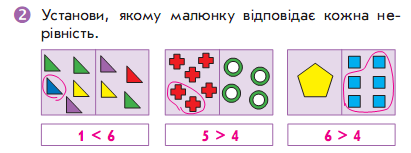 2 Установи, якому малюнку відповідає кожна не-
рівність.
1 < 6
5 > 4
6 > 4